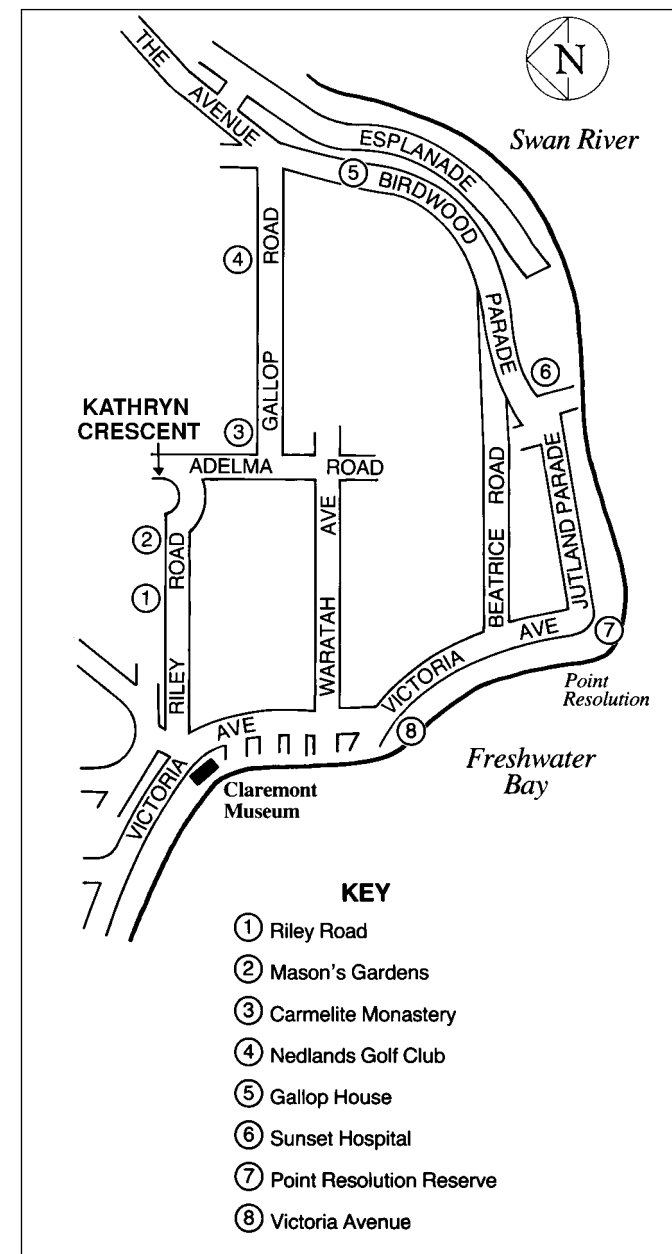 THE
AVENUE
N
ESPLANADE
Swan River
5
BIRDWOOD
4
GALLOP ROAD
PARADE
6
KATHRYN
CRESCENT
3
ADELMA ROAD
2
1
RILEY ROAD
WARATAH AVE
BEATRICE ROAD
JUTLAND PARADE
7
VICTORIA AVE
Point
Resolution
8
VICTORIA AVE
Freshwater
Bay
Claremont
Museum
KEY
1 Riley Road
2 Mason's Gardens
3 Carmelite Monastery
4 Nedlands Golf Club
5 Gallop House
6 Sunset Hospital
7 Point Resolution Reserve
8 Victoria Avenue